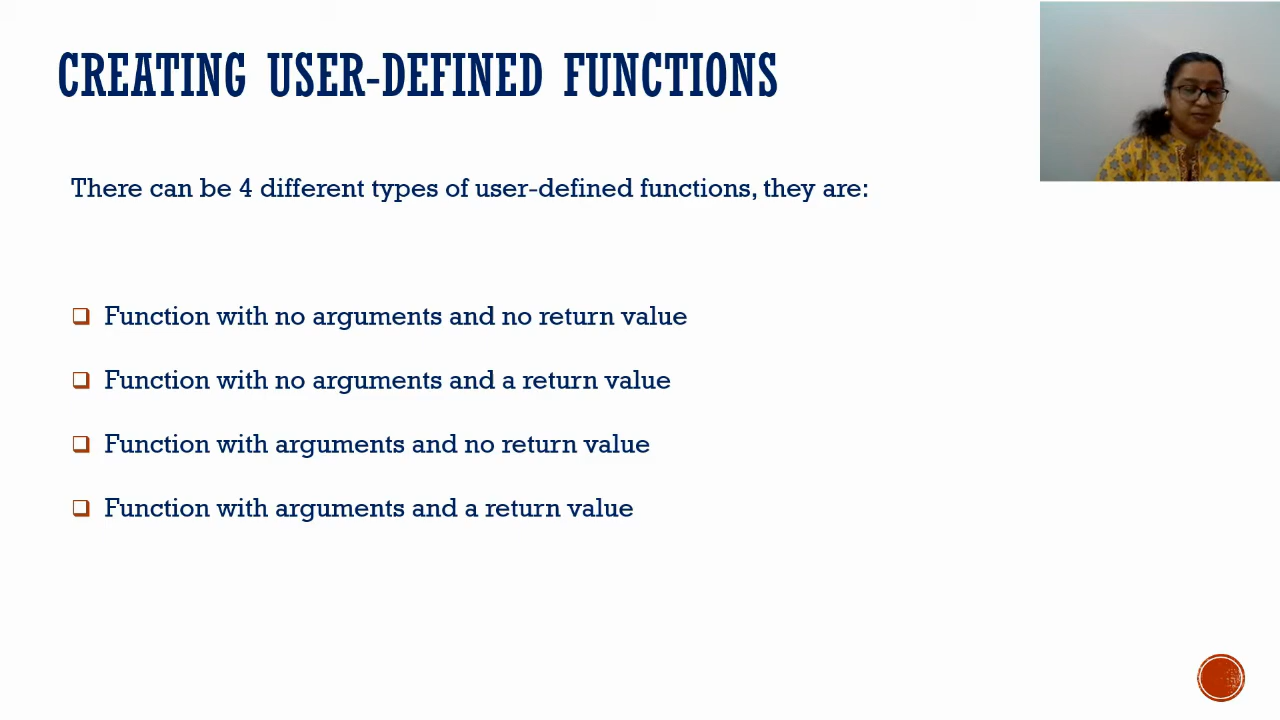 CREATING USER-DEFINED FUNCTIONS
There can be 4 different types of user-defined functions, they are:
Function with no arguments and no return value
Function with no arguments and a return value
Function with arguments and no return value
Function with arguments and a return value